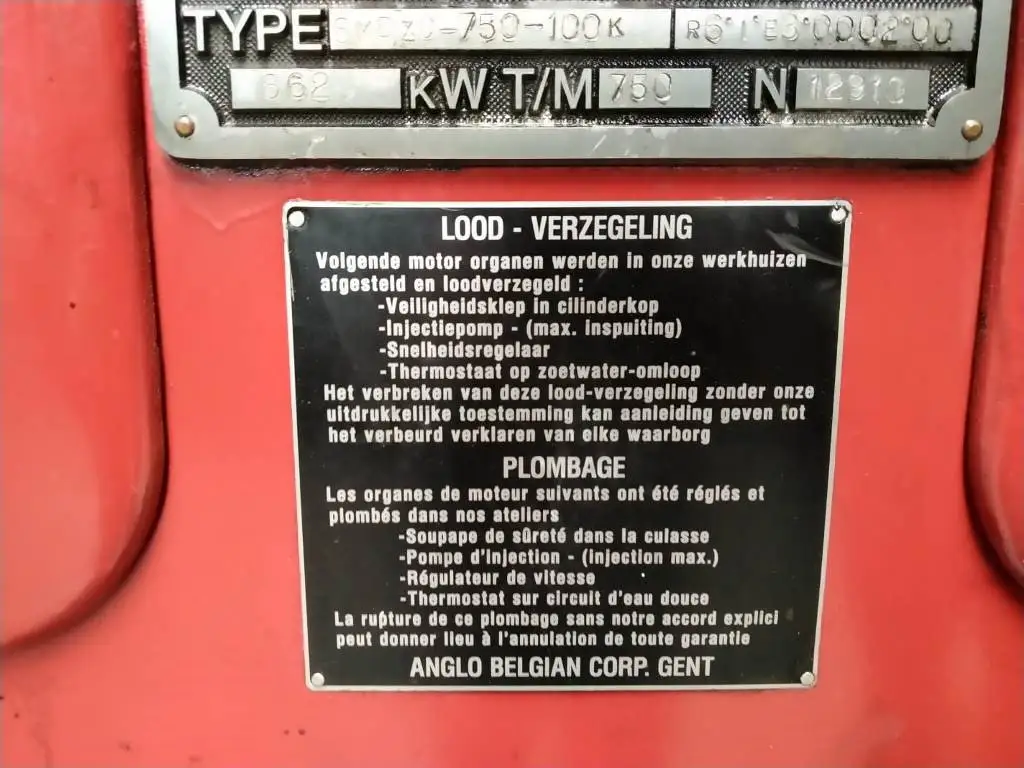 TYPE 6MDZC-750-100K
662 KW T/M 750 N
LOOD - VERZEGELING
Volgende motor organen werden in onze werkhuizen
afgesteld en loodverzegeld :
-Veiligheidsklep in cilinderkop
-Injectiepomp - (max. inspuiting)
-Snelheidsregelaar
-Thermostaat op zoetwater-omloop
Het verbreken van deze lood-verzegeling zonder onze
uitdrukkelijke toestemming kan aanleiding geven tot
het verbeurd verklaren van elke waarborg
PLOMBAGE
Les organes de moteur suivants ont été réglés et
plombés dans nos ateliers
-Soupape de sûreté dans la culasse
-Pompe d'injection - (injection max.)
-Régulateur de vitesse
-Thermostat sur circuit d'eau douce
La rupture de ce plombage sans notre accord explici
peut donner lieu à l'annulation de toute garantie
ANGLO BELGIAN CORP. GENT